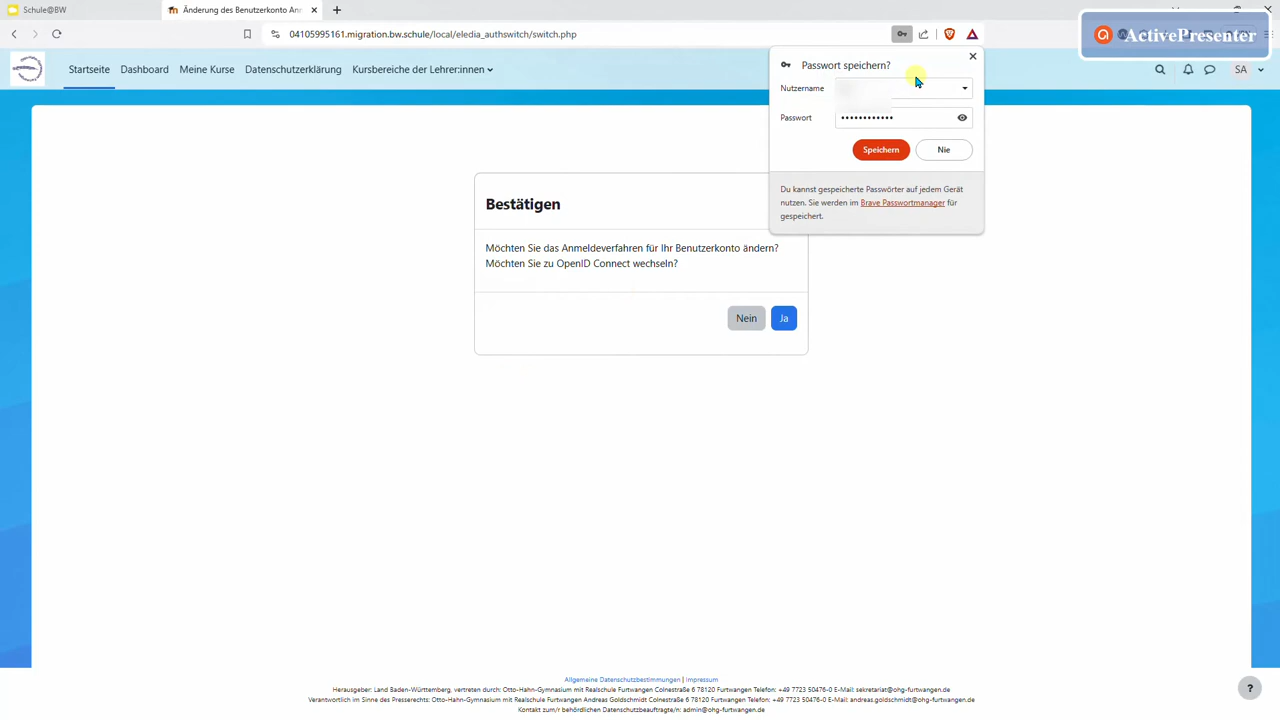 Schule@BW
Änderung des Benutzerkonto Anr
04105995161.migration.bw.schule/local/eledia_authswitch/switch.php
ActivePresenter
Startseite Dashboard Meine Kurse Datenschutzerklärung Kursbereiche der Lehrer:innen
SA
Passwort speichern?
Nutzername
Passwort ••••••••••••
Speichern Nie
Du kannst gespeicherte Passwörter auf jedem Gerät
nutzen. Sie werden im Brave Passwortmanager für
gespeichert.
Bestätigen
Möchten Sie das Anmeldeverfahren für Ihr Benutzerkonto ändern?
Möchten Sie zu OpenID Connect wechseln?
Nein Ja
Allgemeine Datenschutzbestimmungen | Impressum
Herausgeber: Land Baden-Württemberg, vertreten durch: Otto-Hahn-Gymnasium mit Realschule Furtwangen Colnestraße 6 78120 Furtwangen Telefon: +49 7723 50476-0 E-Mail: sekretariat@ohg-furtwangen.de
Verantwortlich im Sinne des Presserechts: Otto-Hahn-Gymnasium mit Realschule Furtwangen Andreas Goldschmidt Colnestraße 6 78120 Furtwangen Telefon: +49 7723 50476-0 E-Mail: andreas.goldschmidt@ohg-furtwangen.de
Kontakt zum/r behördlichen Datenschutzbeauftragte/n: admin@ohg-furtwangen.de
?